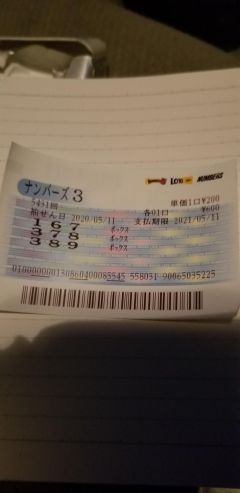 ナンバーズ3 LOTO NUMBERS
5431回 単価1口¥200
抽せん日 2020/05/11 各01口 ¥600
支払期限 2021/05/11
167 ボックス
378 ボックス
389 ボックス